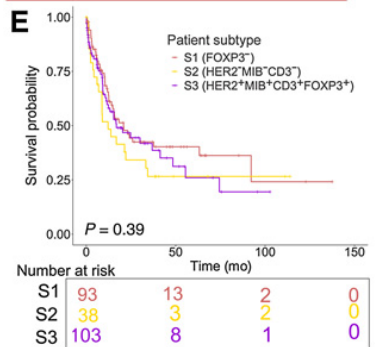 E
1.00
0.75
0.50
0.25
0.00
Survival probability
Patient subtype
S1 (FOXP3⁻)
S2 (HER2⁻MIB⁻CD3⁻)
S3 (HER2⁺MIB⁺CD3⁺FOXP3⁺)
P = 0.39
0 50 100 150
Time (mo)
Number at risk
S1 93 13 2 0
S2 38 3 2 0
S3 103 8 1 0